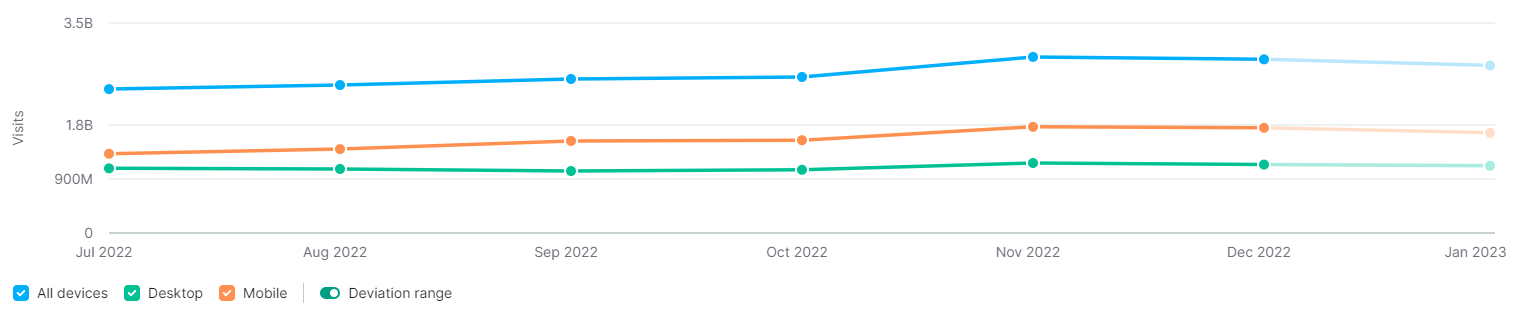 3.5B
Visits
1.8B
900M
0
Jul 2022 Aug 2022 Sep 2022 Oct 2022 Nov 2022 Dec 2022 Jan 2023
All devices Desktop Mobile Deviation range